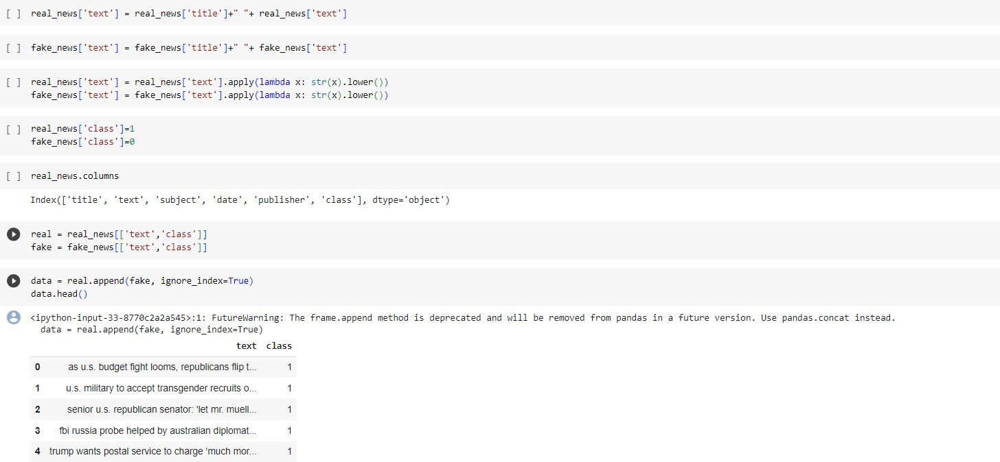 [ ] real_news['text'] = real_news['title']+" "+ real_news['text']
[ ] fake_news['text'] = fake_news['title']+" "+ fake_news['text']
[ ] real_news['text'] = real_news['text'].apply(lambda x: str(x).lower())
fake_news['text'] = fake_news['text'].apply(lambda x: str(x).lower())
[ ] real_news['class']=1
fake_news['class']=0
[ ] real_news.columns
Index(['title', 'text', 'subject', 'date', 'publisher', 'class'], dtype='object')
real = real_news[['text','class']]
fake = fake_news[['text','class']]
data = real.append(fake, ignore_index=True)
data.head()
<ipython-input-33-8770c2a2a545>:1: FutureWarning: The frame.append method is deprecated and will be removed from pandas in a future version. Use pandas.concat instead.
data = real.append(fake, ignore_index=True)
text class
0 as u.s. budget fight looms, republicans flip t... 1
1 u.s. military to accept transgender recruits o... 1
2 senior u.s. republican senator: 'let mr. muell... 1
3 fbi russia probe helped by australian diplomat... 1
4 trump wants postal service to charge 'much mor... 1